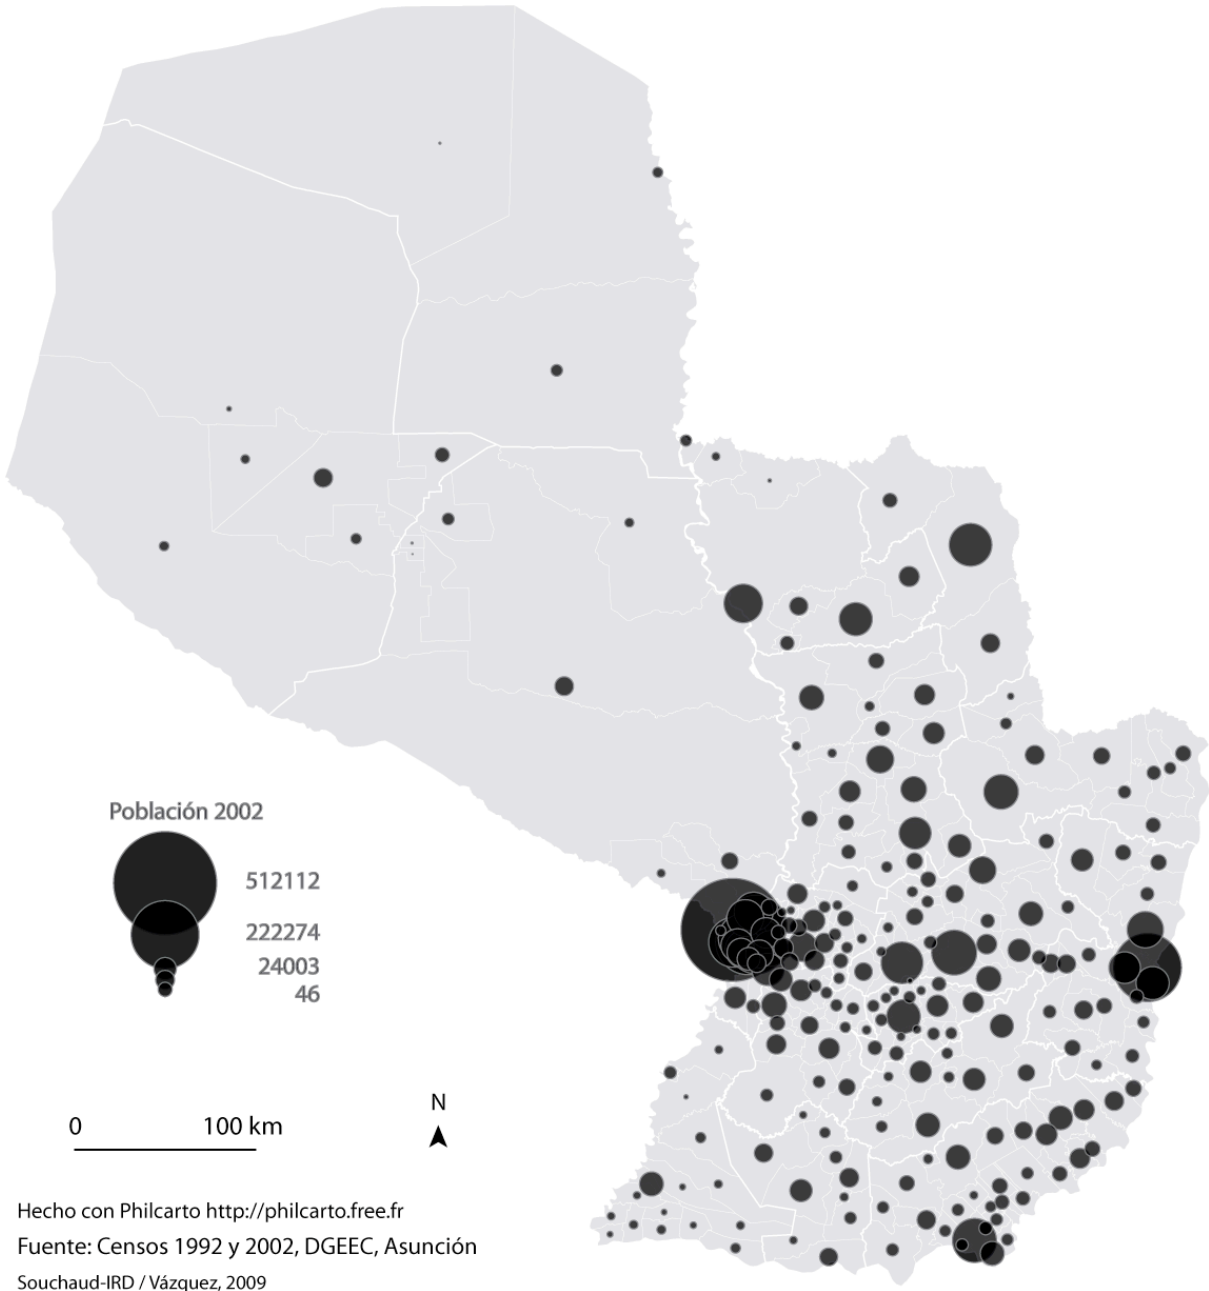 Población 2002
512112
222274
24003
46
0 100 km
N
Hecho con Philcarto http://philcarto.free.fr
Fuente: Censos 1992 y 2002, DGEEC, Asunción
Souchaud-IRD / Vázquez, 2009